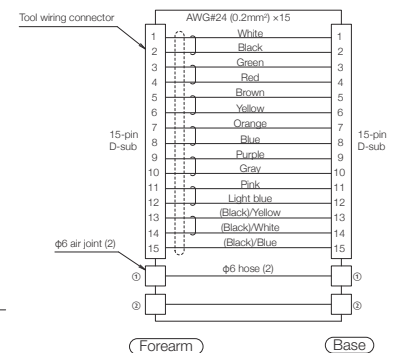 Tool wiring connector
AWG#24 (0.2mm²) ×15
1 White 1
2 Black 2
3 Green 3
4 Red 4
5 Brown 5
6 Yellow 6
7 Orange 7
15-pin D-sub
15-pin D-sub
8 Blue 8
9 Purple 9
10 Gray 10
11 Pink 11
12 Light blue 12
13 (Black)/Yellow 13
14 (Black)/White 14
15 (Black)/Blue 15
φ6 air joint (2)
① φ6 hose (2) ①
② ②
Forearm Base